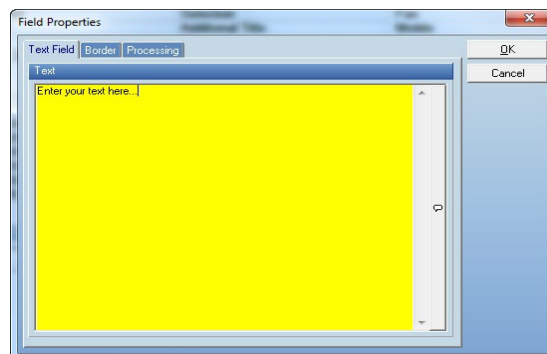 Field Properties
Text Field Border Processing
OK
Text
Cancel
Enter your text here...